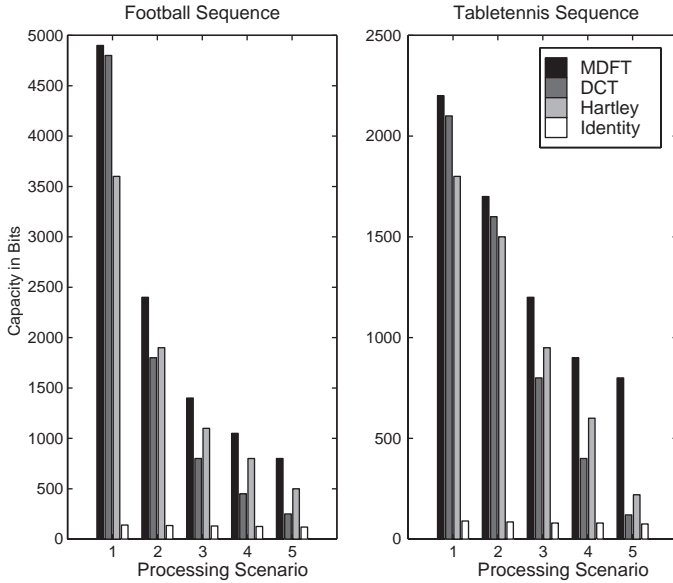 Football Sequence
Tabletennis Sequence
Capacity in Bits
5000
4500
4000
3500
3000
2500
2000
1500
1000
500
0
1 2 3 4 5
Processing Scenario
2500
2000
1500
1000
500
0
MDFT
DCT
Hartley
Identity
1 2 3 4 5
Processing Scenario